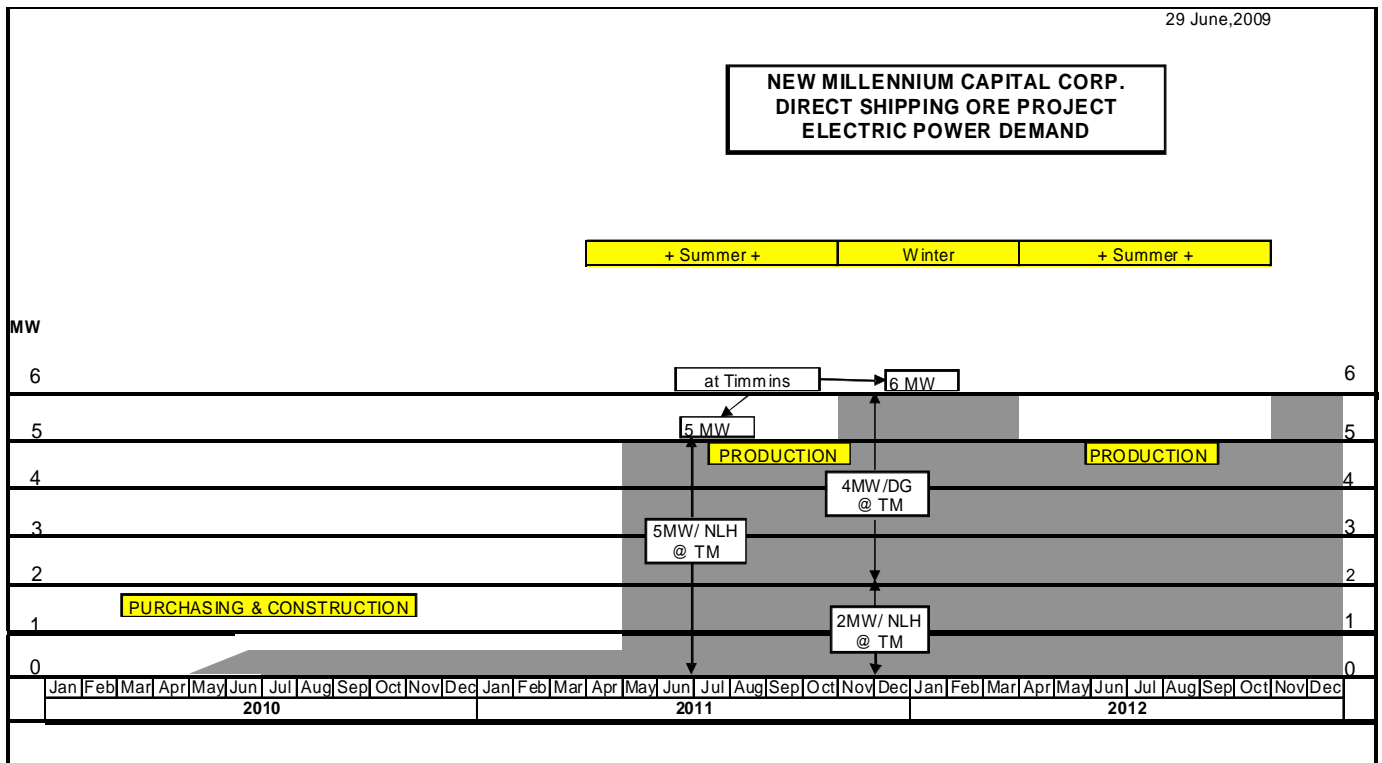 29 June,2009
NEW MILLENNIUM CAPITAL CORP.
DIRECT SHIPPING ORE PROJECT
ELECTRIC POWER DEMAND
+ Summer +
Winter
+ Summer +
MW
6
at Timmins
6 MW
6
5
5 MW
5
PRODUCTION
PRODUCTION
4
4MW/DG
@ TM
4
3
5MW/ NLH
@ TM
3
2
2
PURCHASING & CONSTRUCTION
1
2MW/ NLH
@ TM
1
0
0
Jan Feb Mar Apr May Jun Jul Aug Sep Oct Nov Dec Jan Feb Mar Apr May Jun Jul Aug Sep Oct Nov Dec Jan Feb Mar Apr May Jun Jul Aug Sep Oct Nov Dec
2010 2011 2012